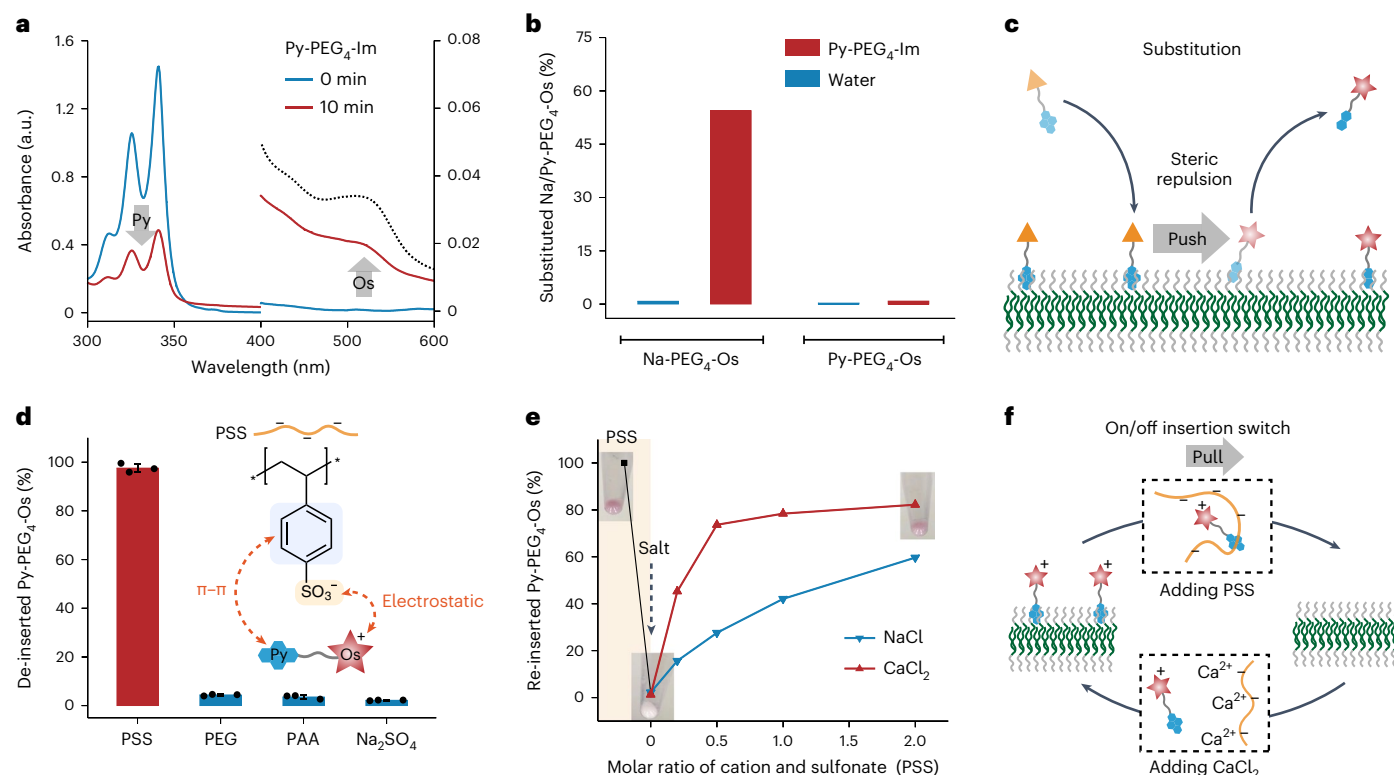 a
Py-PEG4-Im
0 min
10 min
1.6
1.2
0.8
0.4
0
0.08
0.06
0.04
0.02
0
Absorbance (a.u.)
Py
Os
300
350
400
500
600
Wavelength (nm)
b
Substituted Na/Py-PEG4-Os (%)
75
60
45
30
15
0
Py-PEG4-Im
Water
Na-PEG4-Os
Py-PEG4-Os
c
Substitution
Steric
repulsion
Push
d
De-inserted Py-PEG4-Os (%)
100
80
60
40
20
0
PSS
–
–
–
*
*
SO3–
π–π
Electrostatic
Py
Os
+
PSS
PEG
PAA
Na2SO4
e
Re-inserted Py-PEG4-Os (%)
100
80
60
40
20
0
PSS
Salt
NaCl
CaCl2
0
0.5
1.0
1.5
2.0
Molar ratio of cation and sulfonate (PSS)
f
On/off insertion switch
Pull
–
–
–
–
–
+
Adding PSS
+
+
+
Ca2+
–
Ca2+
–
Ca2+
–
Adding CaCl2